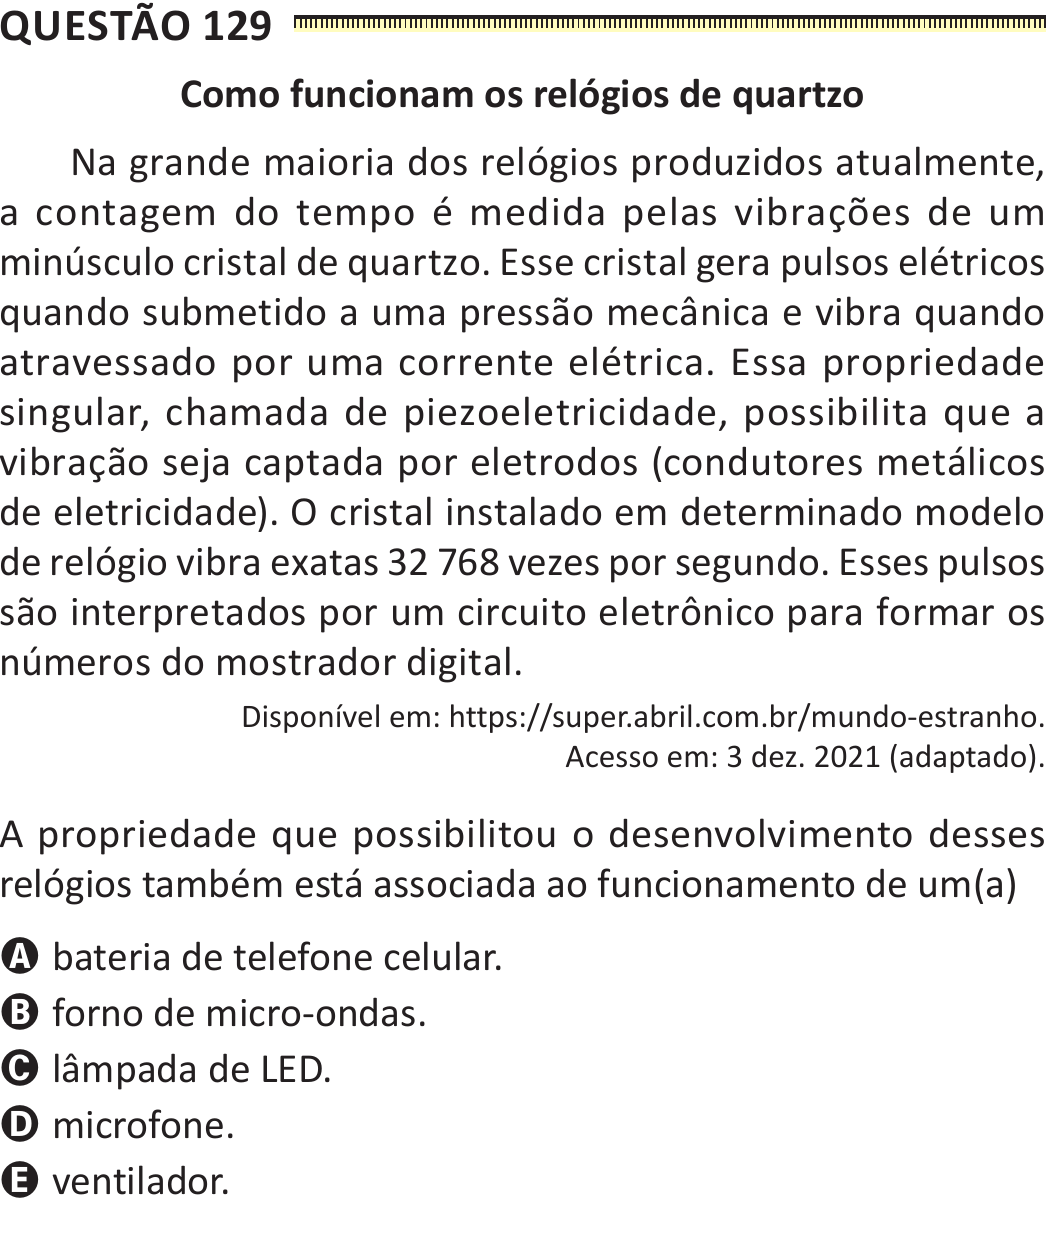 QUESTÃO 129
Como funcionam os relógios de quartzo
Na grande maioria dos relógios produzidos atualmente,
a contagem do tempo é medida pelas vibrações de um
minúsculo cristal de quartzo. Esse cristal gera pulsos elétricos
quando submetido a uma pressão mecânica e vibra quando
atravessado por uma corrente elétrica. Essa propriedade
singular, chamada de piezoeletricidade, possibilita que a
vibração seja captada por eletrodos (condutores metálicos
de eletricidade). O cristal instalado em determinado modelo
de relógio vibra exatas 32 768 vezes por segundo. Esses pulsos
são interpretados por um circuito eletrônico para formar os
números do mostrador digital.
Disponível em: https://super.abril.com.br/mundo-estranho.
Acesso em: 3 dez. 2021 (adaptado).
A propriedade que possibilitou o desenvolvimento desses
relógios também está associada ao funcionamento de um(a)
A bateria de telefone celular.
B forno de micro-ondas.
C lâmpada de LED.
D microfone.
E ventilador.